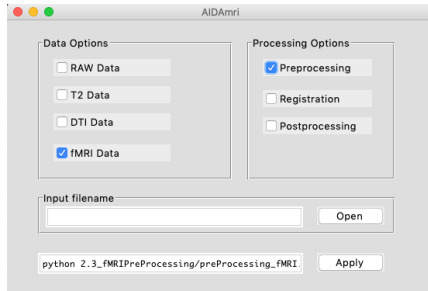 AIDAmri
Data Options
RAW Data
T2 Data
DTI Data
fMRI Data
Processing Options
Preprocessing
Registration
Postprocessing
Input filename
Open
python 2.3_fMRIPreProcessing/preProcessing_fMRI.
Apply